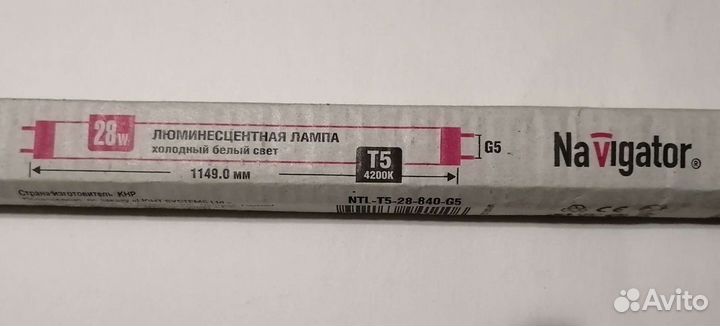 28w
ЛЮМИНЕСЦЕНТНАЯ ЛАМПА
холодный белый свет
T5
4200K
G5
1149.0 мм
Navigator®
Страна-изготовитель КНР
NTL-T5-28-840-G5
CE
Avito